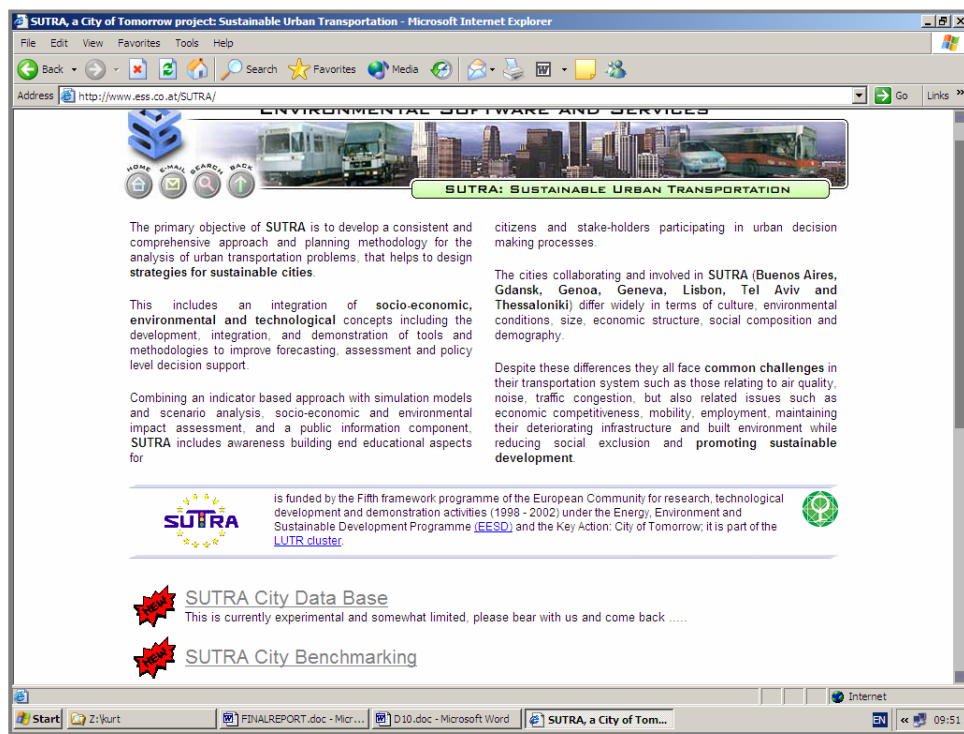 SUTRA, a City of Tomorrow project: Sustainable Urban Transportation - Microsoft Internet Explorer
File Edit View Favorites Tools Help
Back Search Favorites Media
Address http://www.ess.co.at/SUTRA/ Go Links »
ENVIRONMENTAL SOFTWARE AND SERVICES
HOME E-MAIL SEARCH BACK
SUTRA: SUSTAINABLE URBAN TRANSPORTATION
The primary objective of SUTRA is to develop a consistent and
comprehensive approach and planning methodology for the
analysis of urban transportation problems, that helps to design
strategies for sustainable cities.
This includes an integration of socio-economic,
environmental and technological concepts including the
development, integration, and demonstration of tools and
methodologies to improve forecasting, assessment and policy
level decision support.
Combining an indicator based approach with simulation models
and scenario analysis, socio-economic and environmental
impact assessment, and a public information component,
SUTRA includes awareness building end educational aspects
for
citizens and stake-holders participating in urban decision
making processes.
The cities collaborating and involved in SUTRA (Buenos Aires,
Gdansk, Genoa, Geneva, Lisbon, Tel Aviv and
Thessaloniki) differ widely in terms of culture, environmental
conditions, size, economic structure, social composition and
demography.
Despite these differences they all face common challenges in
their transportation system such as those relating to air quality,
noise, traffic congestion, but also related issues such as
economic competitiveness, mobility, employment, maintaining
their deteriorating infrastructure and built environment while
reducing social exclusion and promoting sustainable
development.
SUTRA
is funded by the Fifth framework programme of the European Community for research, technological
development and demonstration activities (1998 - 2002) under the Energy, Environment and
Sustainable Development Programme (EESD) and the Key Action: City of Tomorrow; it is part of the
LUTR cluster.
NEW SUTRA City Data Base
This is currently experimental and somewhat limited, please bear with us and come back .....
NEW SUTRA City Benchmarking
Internet
Start Z:\kurt FINALREPORT.doc - Micr... D10.doc - Microsoft Word SUTRA, a City of Tom... EN « 09:51